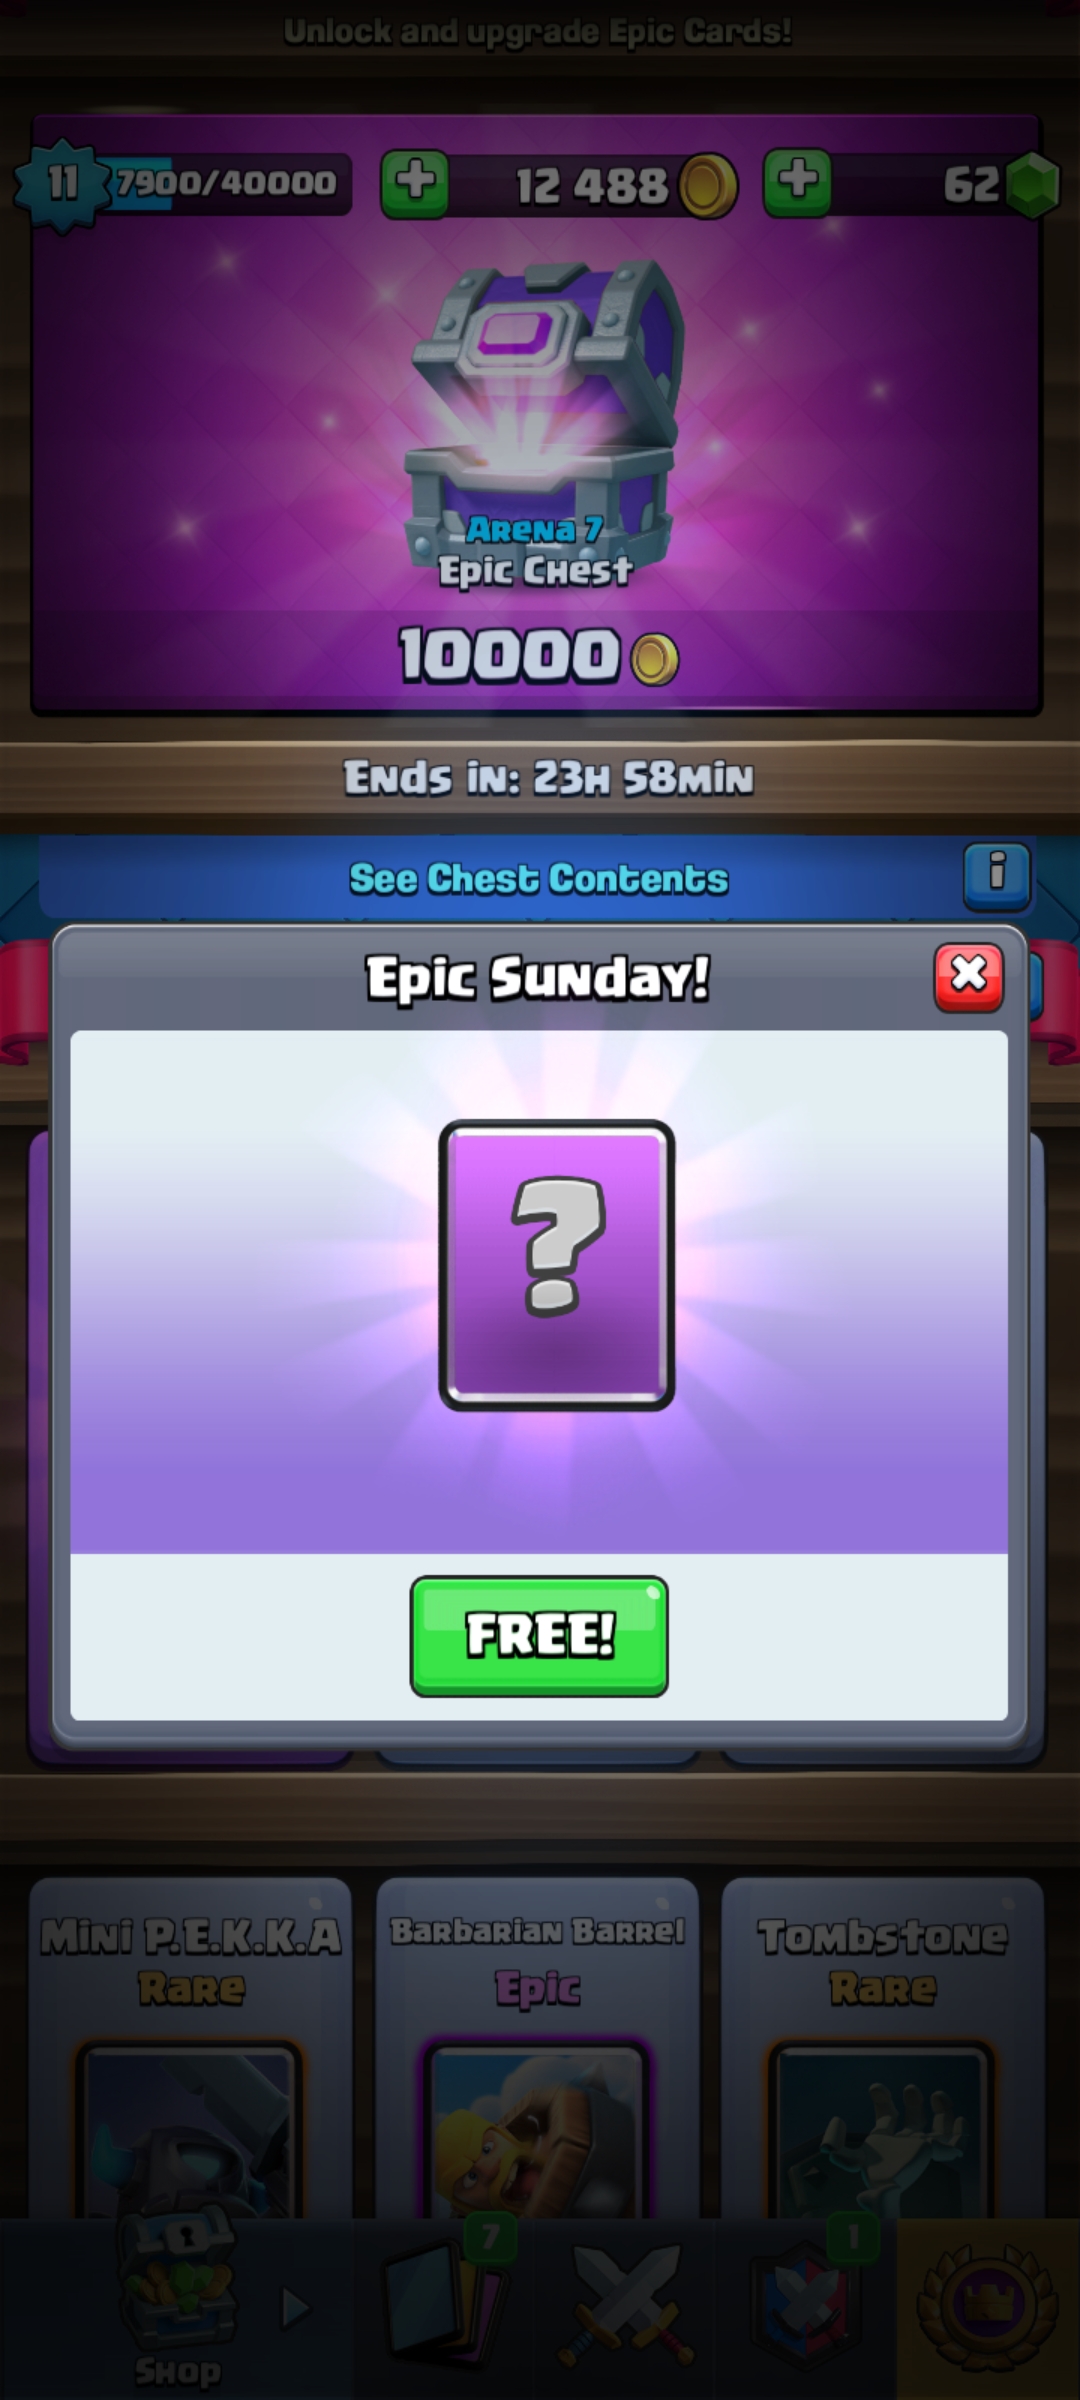 Unlock and upgrade Epic Cards!
11
7900/40000
12 488
62
Arena 7
Epic Chest
10000
Ends in: 23h 58min
See Chest Contents
i
Epic Sunday!
?
FREE!
Mini P.E.K.K.A
Rare
Barbarian Barrel
Epic
Tombstone
Rare
7
1
Shop